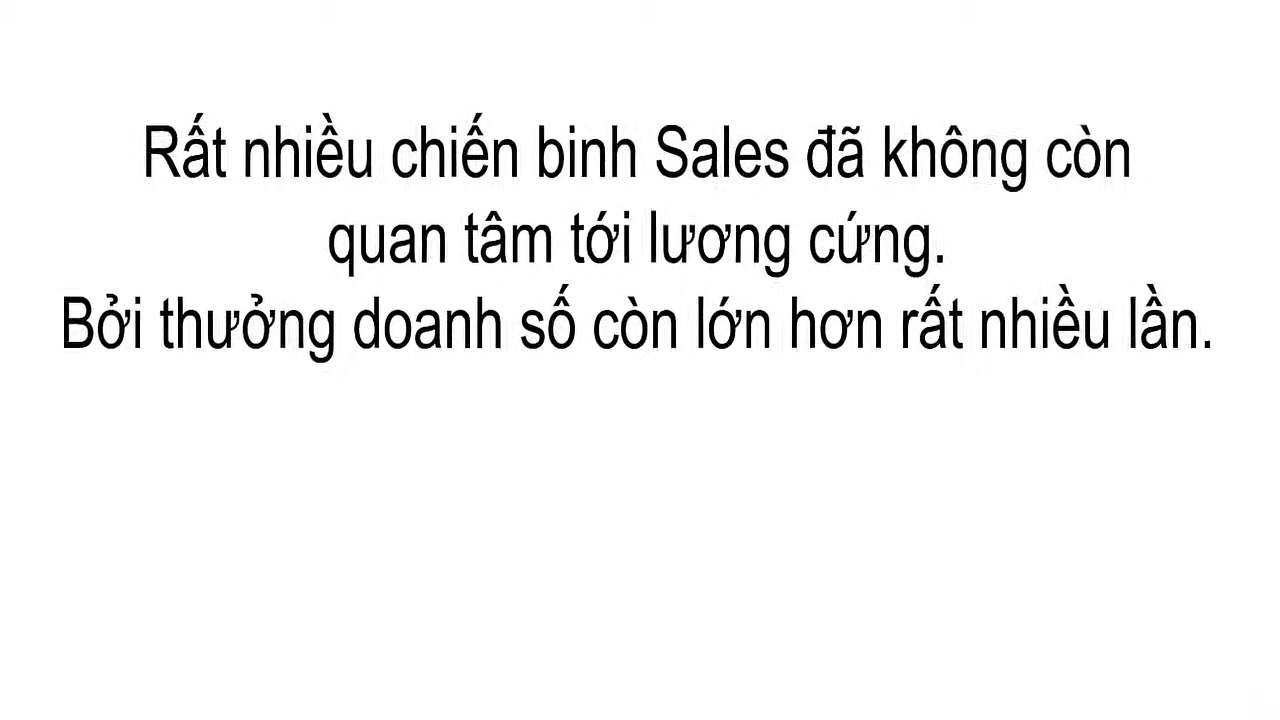 Rất nhiều chiến binh Sales đã không còn
quan tâm tới lương cứng.
Bởi thưởng doanh số còn lớn hơn rất nhiều lần.